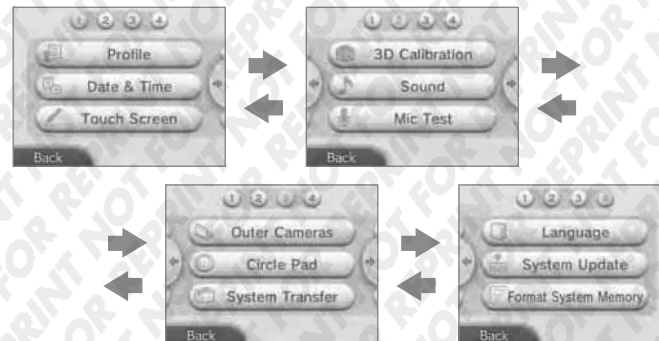 1 2 3 4
Profile
Date & Time
Touch Screen
Back
1 2 3 4
3D Calibration
Sound
Mic Test
Back
1 2 3 4
Outer Cameras
Circle Pad
System Transfer
Back
1 2 3 4
Language
System Update
Format System Memory
Back